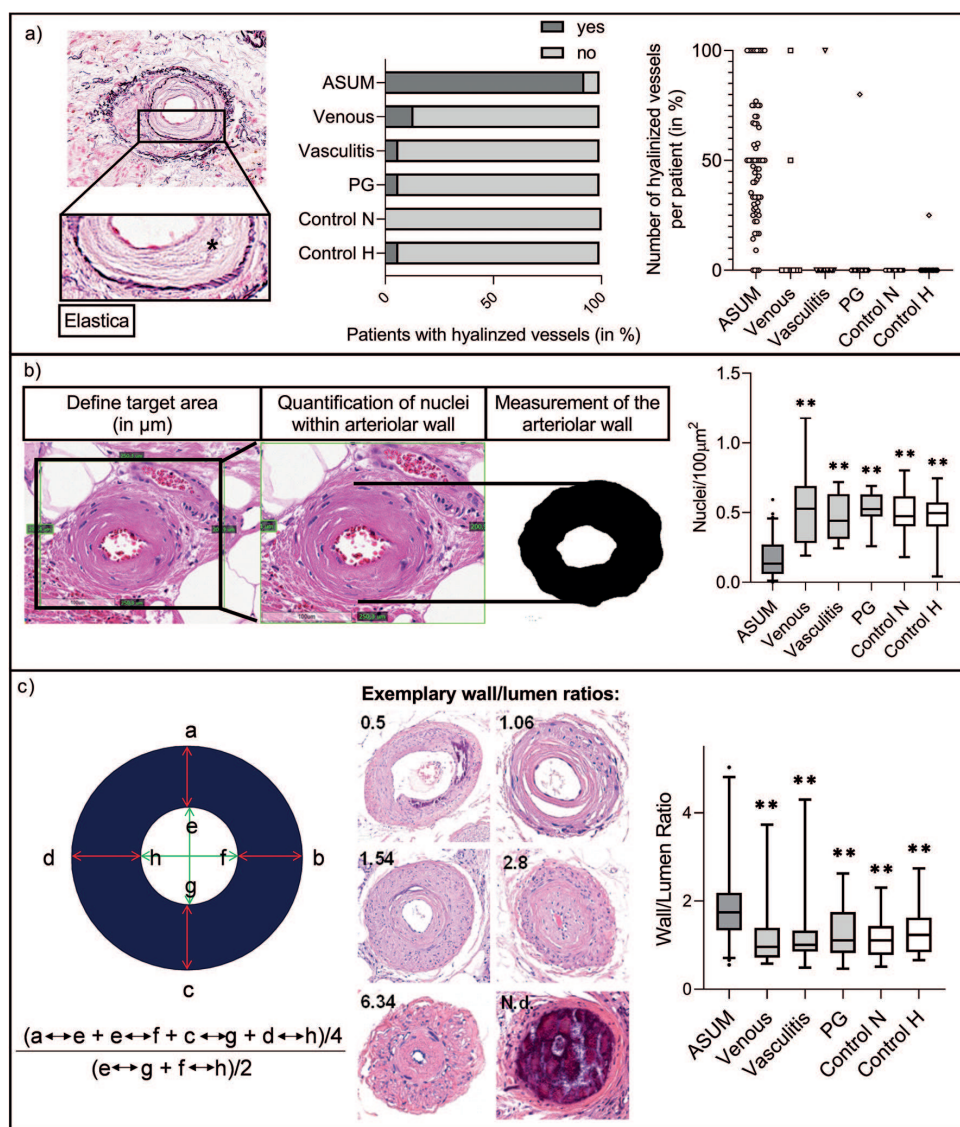 a)
*
Elastica
yes
no
ASUM
Venous
Vasculitis
PG
Control N
Control H
0
50
100
Patients with hyalinzed vessels (in %)
Number of hyalinized vessels
per patient (in %)
100
50
0
ASUM
Venous
Vasculitis
PG
Control N
Control H
b)
Define target area
(in µm)
Quantification of nuclei
within arteriolar wall
Measurement of the
arteriolar wall
100µm
100µm
Nuclei/100µm²
1.5
1.0
0.5
0.0
**
**
**
**
**
ASUM
Venous
Vasculitis
PG
Control N
Control H
c)
a
e
d
h
f
b
g
c
(a↔e + e↔f + c↔g + d↔h)/4
(e↔g + f↔h)/2
Exemplary wall/lumen ratios:
0.5
1.06
1.54
2.8
6.34
N.d.
Wall/Lumen Ratio
4
2
0
**
**
**
**
**
ASUM
Venous
Vasculitis
PG
Control N
Control H